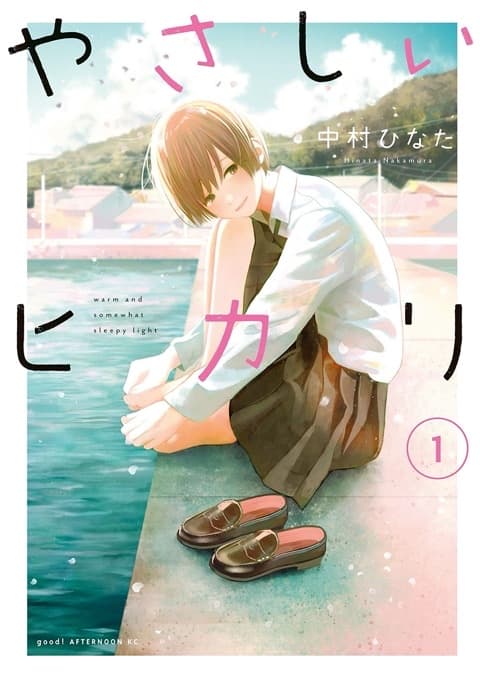 やさしい
中村ひなた
Hinata Nakamura
warm and
somewhat
sleepy light
ヒカリ
1
good! AFTERNOON KC